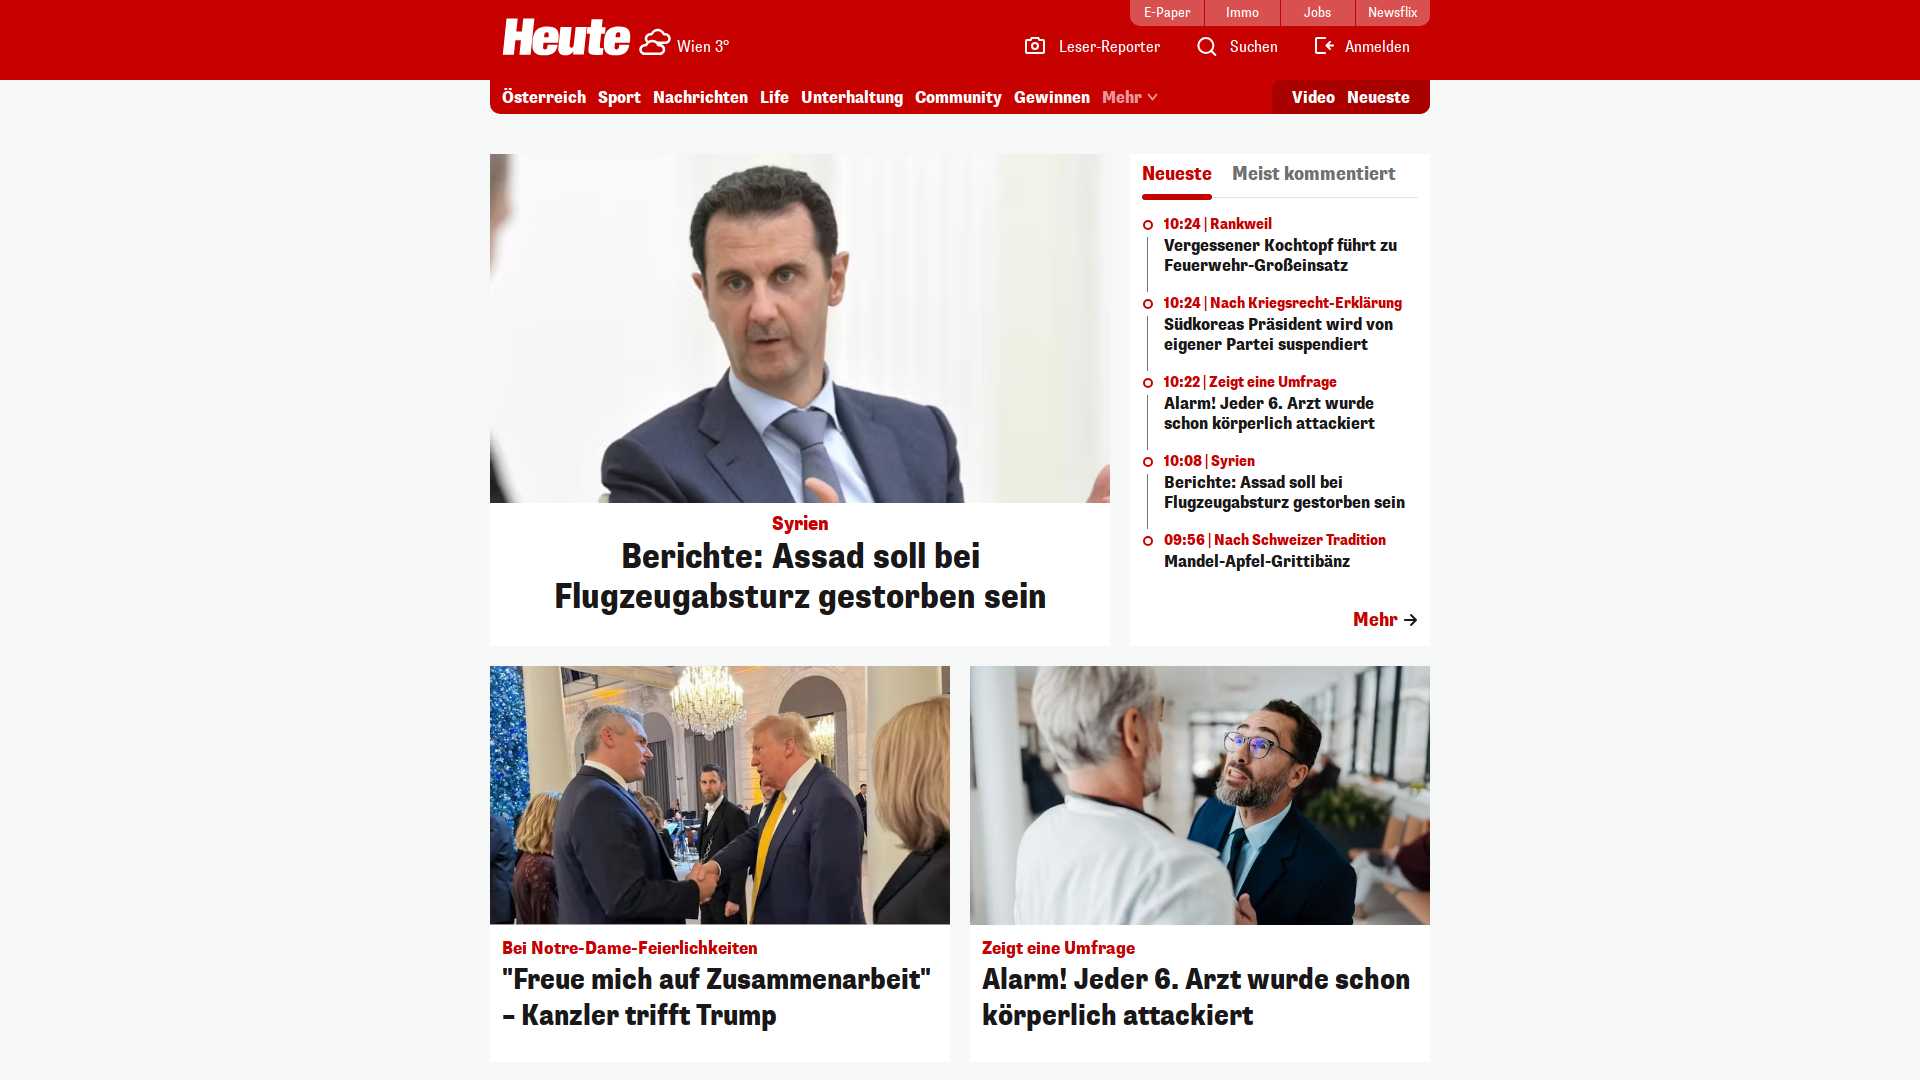 E-Paper
Immo
Jobs
Newsflix
Heute
Wien 3°
Leser-Reporter
Suchen
Anmelden
Österreich
Sport
Nachrichten
Life
Unterhaltung
Community
Gewinnen
Mehr
Video
Neueste
Syrien
Berichte: Assad soll bei
Flugzeugabsturz gestorben sein
Neueste
Meist kommentiert
10:24 | Rankweil
Vergessener Kochtopf führt zu
Feuerwehr-Großeinsatz
10:24 | Nach Kriegsrecht-Erklärung
Südkoreas Präsident wird von
eigener Partei suspendiert
10:22 | Zeigt eine Umfrage
Alarm! Jeder 6. Arzt wurde
schon körperlich attackiert
10:08 | Syrien
Berichte: Assad soll bei
Flugzeugabsturz gestorben sein
09:56 | Nach Schweizer Tradition
Mandel-Apfel-Grittibänz
Mehr
Bei Notre-Dame-Feierlichkeiten
"Freue mich auf Zusammenarbeit"
– Kanzler trifft Trump
Zeigt eine Umfrage
Alarm! Jeder 6. Arzt wurde schon
körperlich attackiert